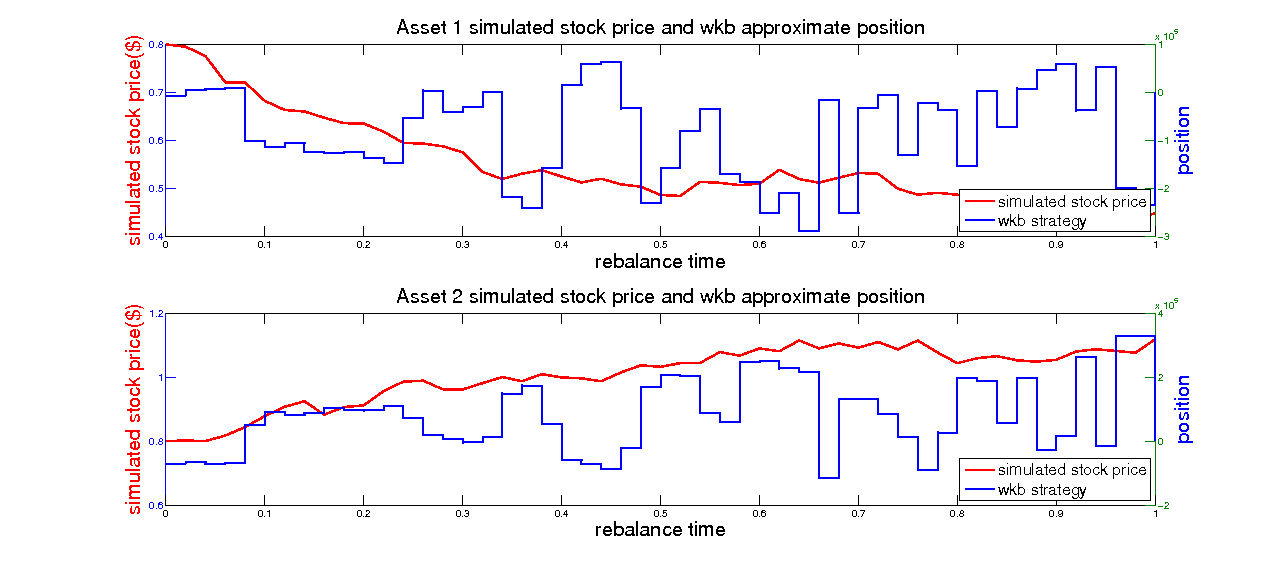 Asset 1 simulated stock price and wkb approximate position
x 10^5
simulated stock price($)
0.8
0.7
0.6
0.5
0.4
1
0
-1
-2
-3
position
simulated stock price
wkb strategy
0 0.1 0.2 0.3 0.4 0.5 0.6 0.7 0.8 0.9 1
rebalance time
Asset 2 simulated stock price and wkb approximate position
x 10^5
simulated stock price($)
1.2
1
0.8
0.6
4
2
0
-2
position
simulated stock price
wkb strategy
0 0.1 0.2 0.3 0.4 0.5 0.6 0.7 0.8 0.9 1
rebalance time